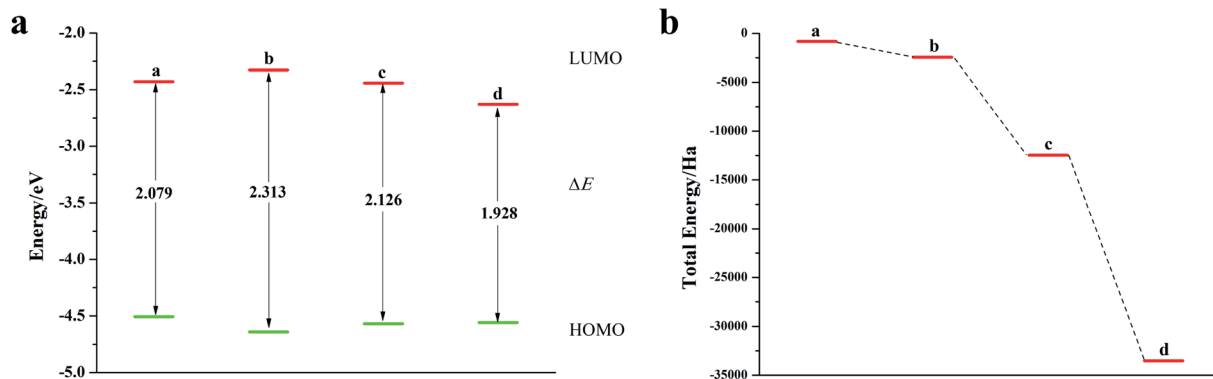 a
-2.0
-2.5
-3.0
-3.5
-4.0
-4.5
-5.0
Energy/eV
a
b
c
d
2.079
2.313
2.126
1.928
LUMO
ΔE
HOMO
b
0
-5000
-10000
-15000
-20000
-25000
-30000
-35000
Total Energy/Ha
a
b
c
d